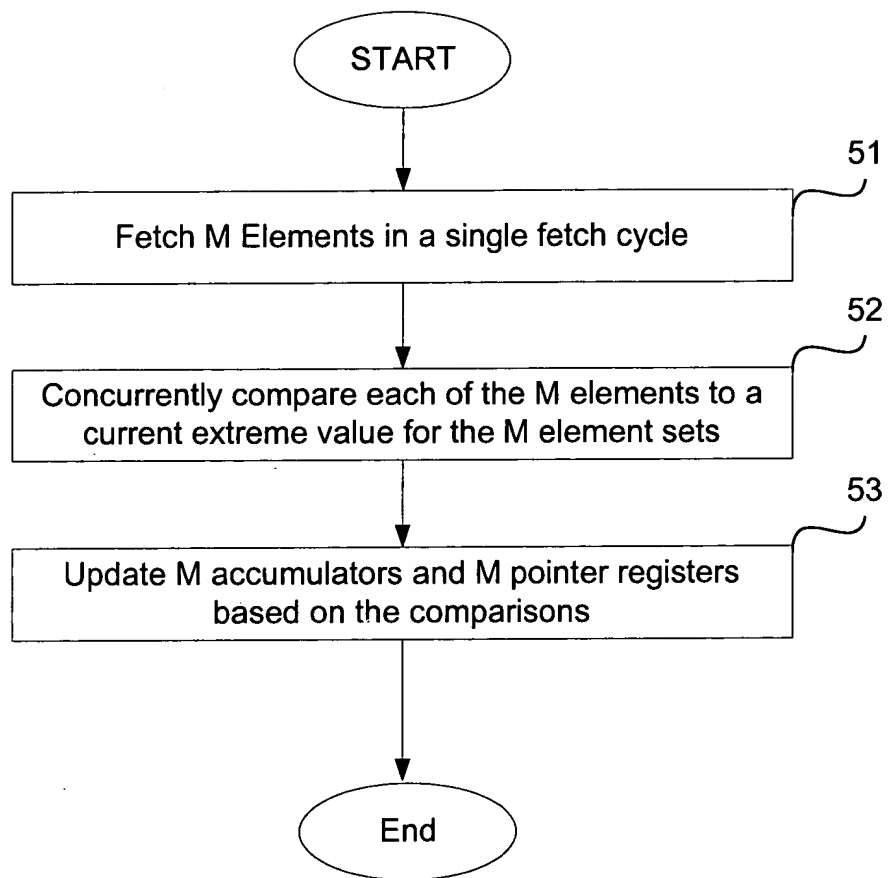 START
51
Fetch M Elements in a single fetch cycle
52
Concurrently compare each of the M elements to a
current extreme value for the M element sets
53
Update M accumulators and M pointer registers
based on the comparisons
End